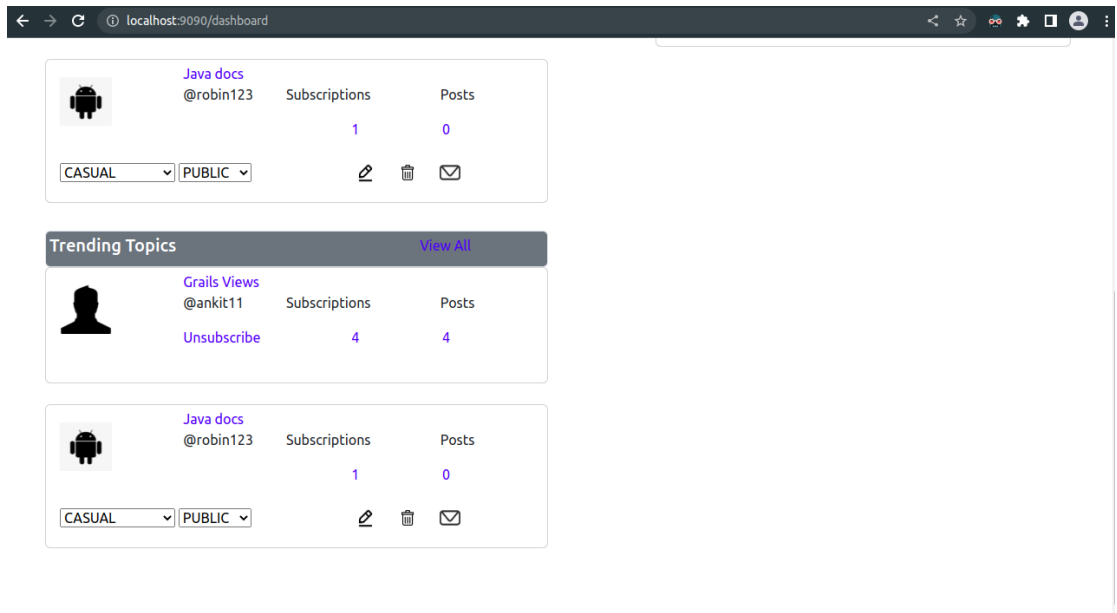 localhost:9090/dashboard
Java docs
@robin123 Subscriptions Posts
1 0
CASUAL PUBLIC
Trending Topics View All
Grails Views
@ankit11 Subscriptions Posts
Unsubscribe 4 4
Java docs
@robin123 Subscriptions Posts
1 0
CASUAL PUBLIC